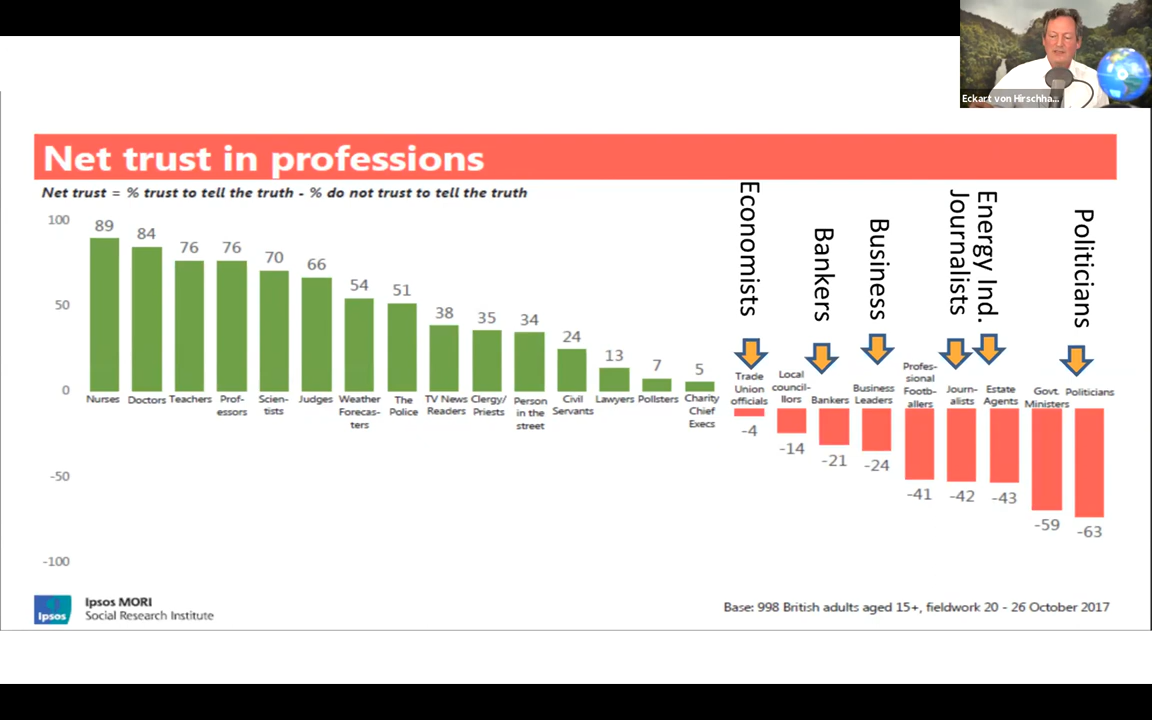 Eckart von Hirschha...
Net trust in professions
Net trust = % trust to tell the truth - % do not trust to tell the truth
Economists
Bankers
Business
Journalists
Energy Ind.
Politicians
100
50
0
-50
-100
89
84
76
76
70
66
54
51
38
35
34
24
13
7
5
Nurses
Doctors
Teachers
Prof-
essors
Scien-
tists
Judges
Weather
Forecas-
ters
The
Police
TV News
Readers
Clergy/
Priests
Person
in the
street
Civil
Servants
Lawyers
Pollsters
Charity
Chief
Execs
Trade
Union
officials
Local
council-
llors
Bankers
Business
Leaders
Profes-
sional
Footb-
allers
Journ-
alists
Estate
Agents
Govt.
Ministers
Politicians
-4
-14
-21
-24
-41
-42
-43
-59
-63
Ipsos
Ipsos MORI
Social Research Institute
Base: 998 British adults aged 15+, fieldwork 20 - 26 October 2017